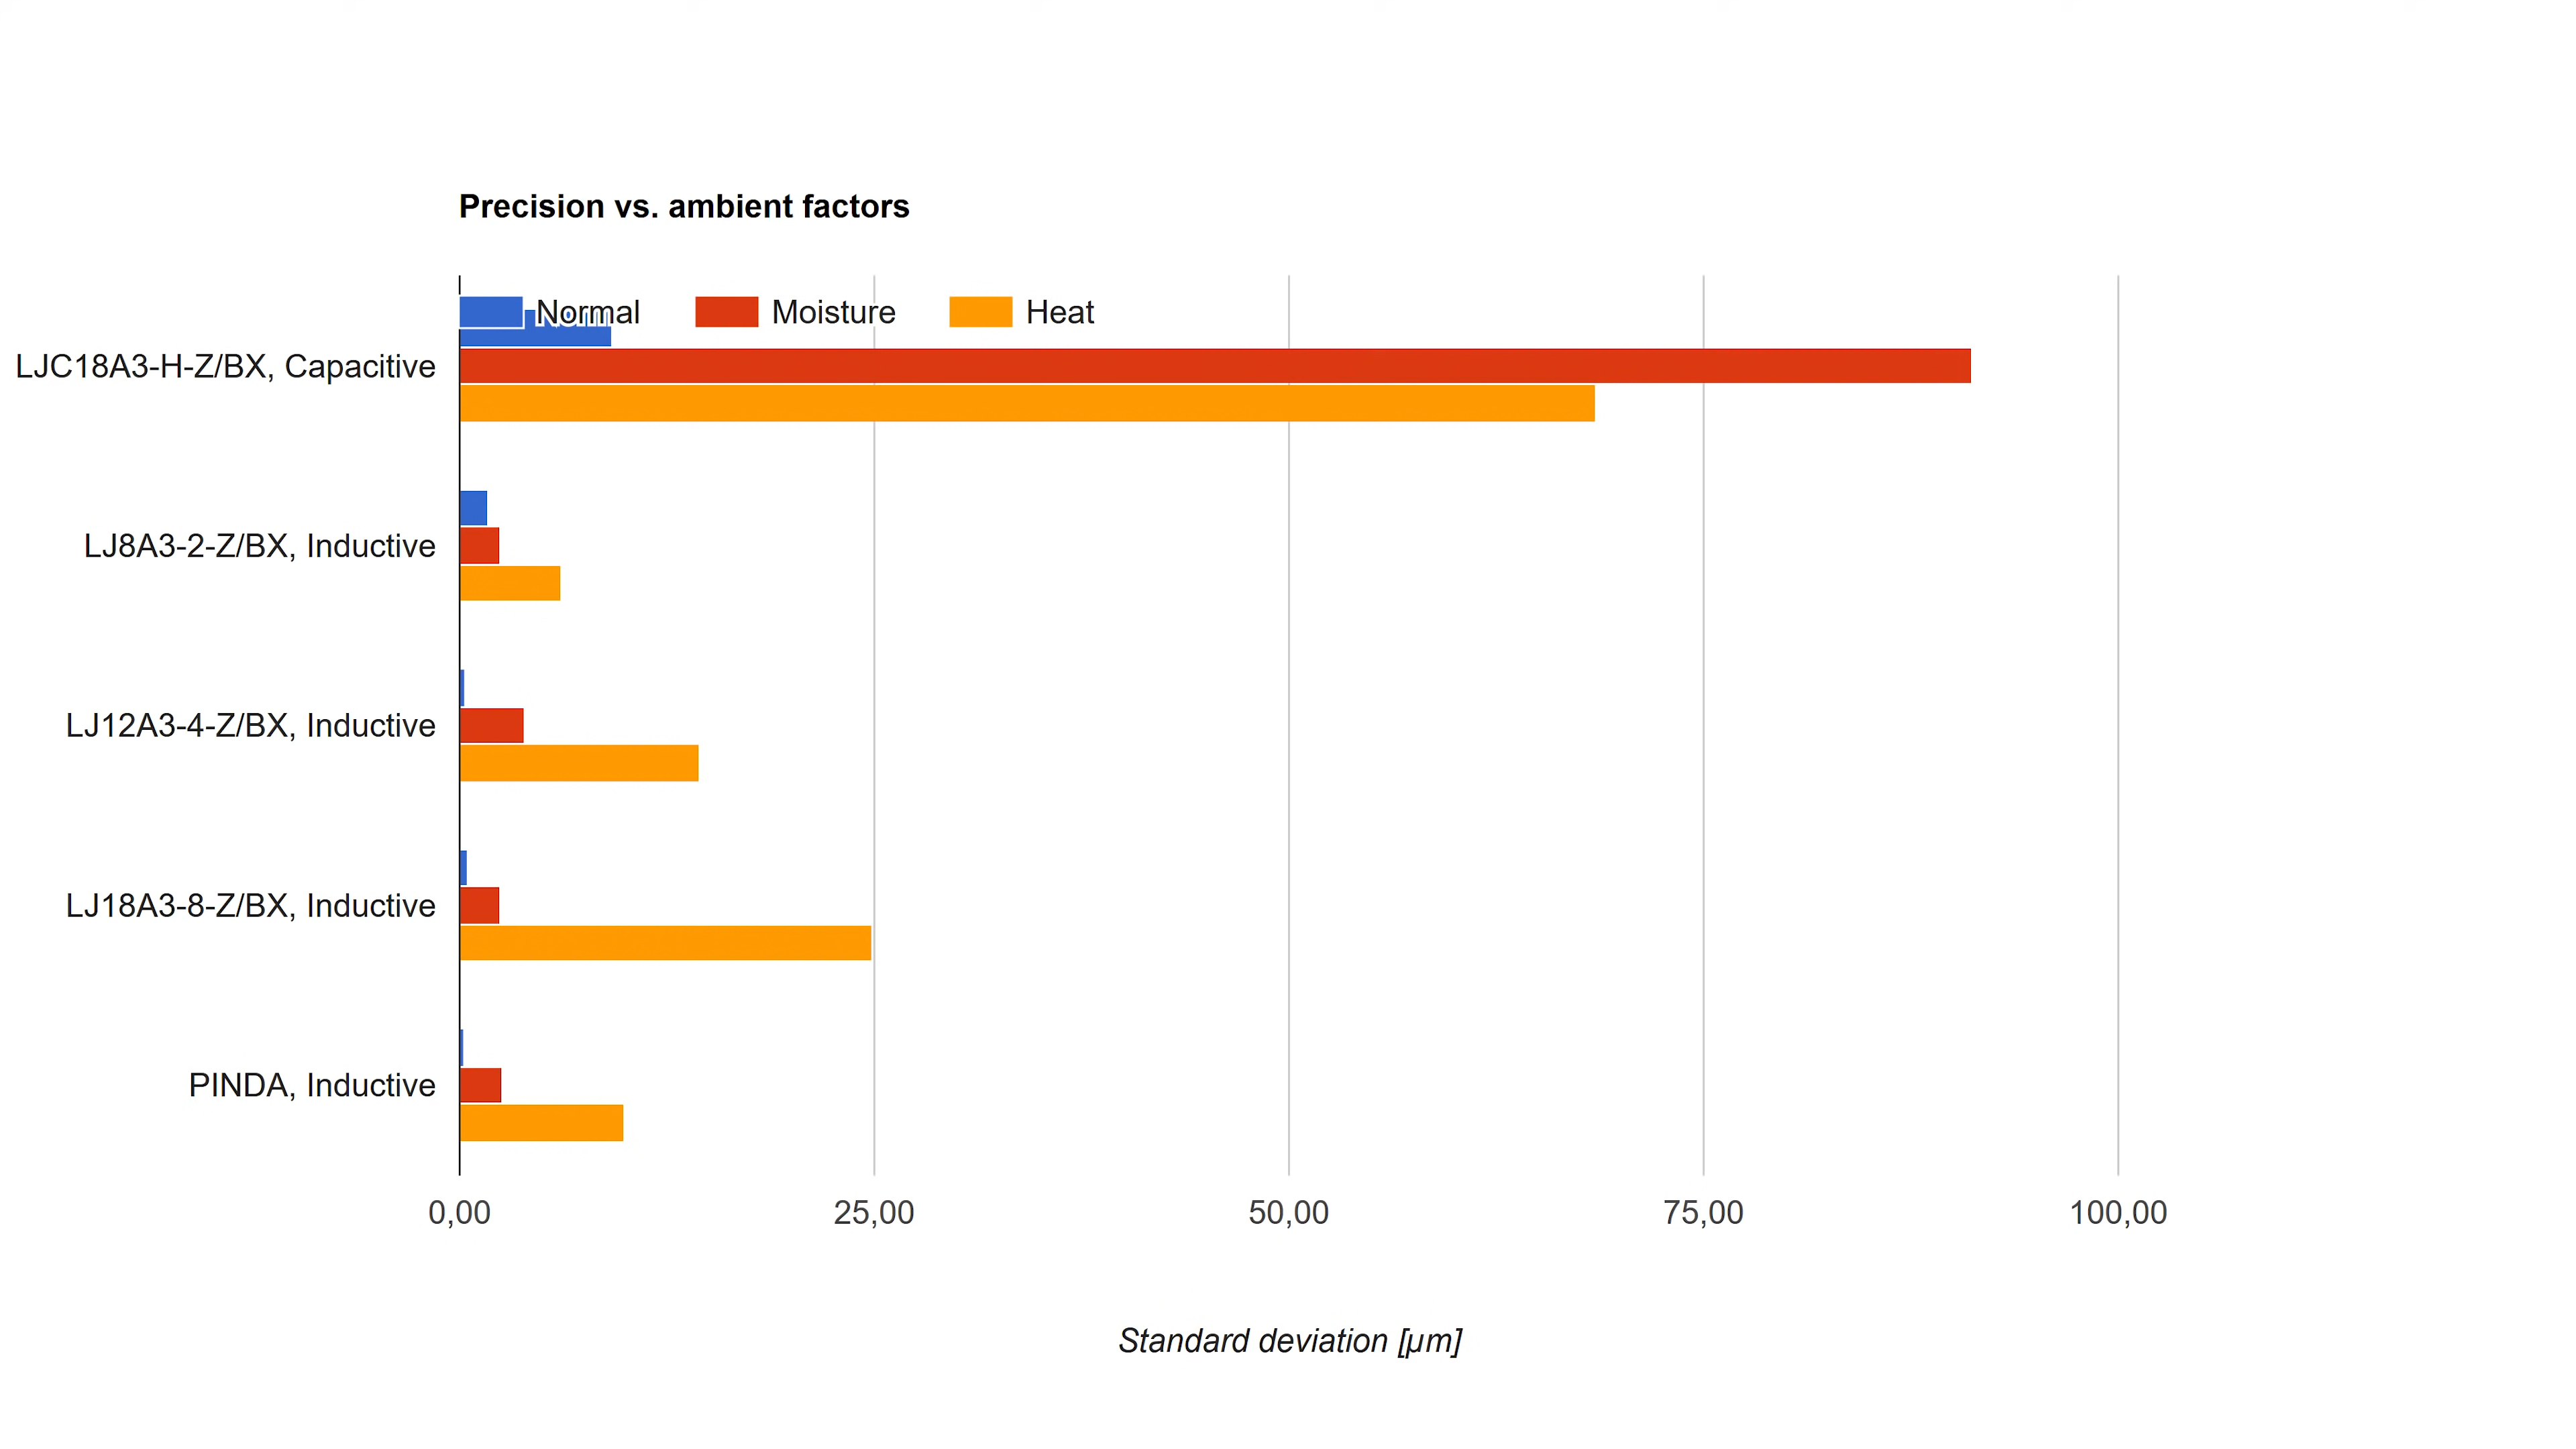 Precision vs. ambient factors
Normal Moisture Heat
LJC18A3-H-Z/BX, Capacitive
LJ8A3-2-Z/BX, Inductive
LJ12A3-4-Z/BX, Inductive
LJ18A3-8-Z/BX, Inductive
PINDA, Inductive
0,00 25,00 50,00 75,00 100,00
Standard deviation [µm]